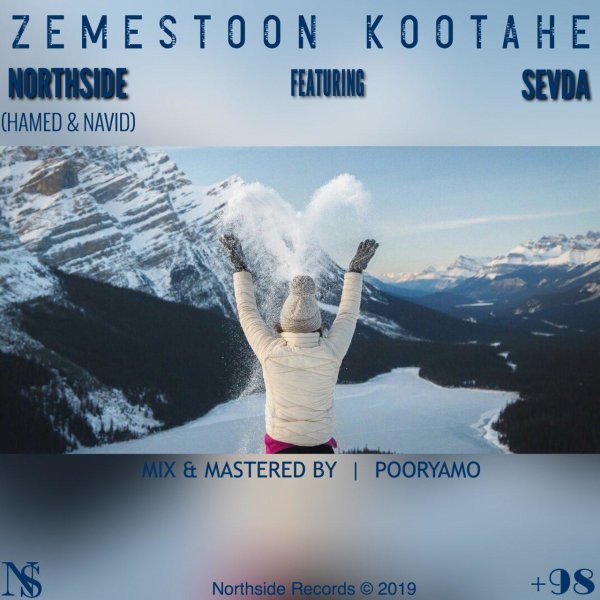 ZEMESTOON KOOTAHE
NORTHSIDE FEATURING SEVDA
(HAMED & NAVID)
MIX & MASTERED BY | POORYAMO
NS Northside Records © 2019 +98